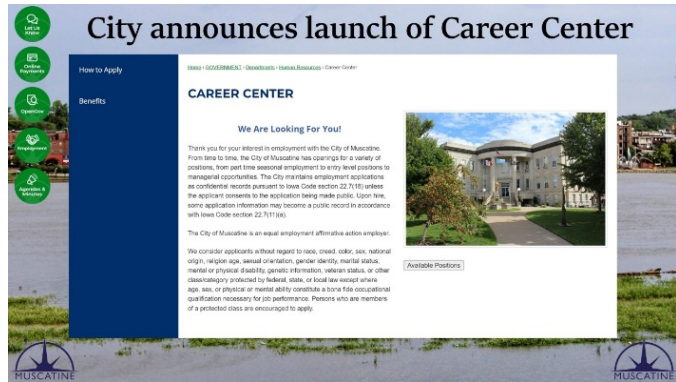 City announces launch of Career Center
Let Us
Know
Online
Payments
OpenGov
Employment
Agendas &
Minutes
How to Apply
Benefits
Home › GOVERNMENT › Departments › Human Resources › Career Center
CAREER CENTER
We Are Looking For You!
Thank you for your interest in employment with the City of Muscatine.
From time to time, the City of Muscatine has openings for a variety of
positions, from part time seasonal employment to entry level positions to
managerial opportunities. The City maintains employment applications
as confidential records pursuant to Iowa Code section 22.7(18) unless
the applicant consents to the application being made public. Upon hire,
some application information may become a public record in accordance
with Iowa Code section 22.7(11)(a).
The City of Muscatine is an equal employment affirmative action employer.
We consider applicants without regard to race, creed, color, sex, national
origin, religion age, sexual orientation, gender identity, marital status,
mental or physical disability, genetic information, veteran status, or other
class/category protected by federal, state, or local law except where
age, sex, or physical or mental ability constitute a bona fide occupational
qualification necessary for job performance. Persons who are members
of a protected class are encouraged to apply.
Available Positions
MUSCATINE
MUSCATINE